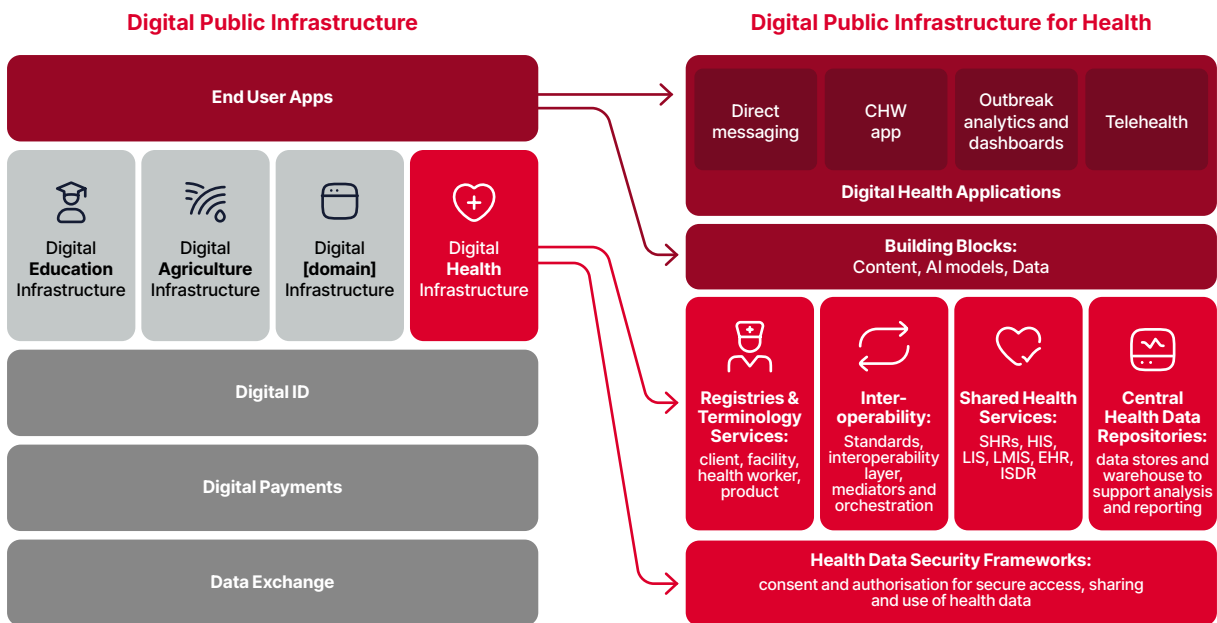 Digital Public Infrastructure
End User Apps
Digital
Education
Infrastructure
Digital
Agriculture
Infrastructure
Digital
[domain]
Infrastructure
Digital
Health
Infrastructure
Digital ID
Digital Payments
Data Exchange
Digital Public Infrastructure for Health
Direct
messaging
CHW
app
Outbreak
analytics and
dashboards
Telehealth
Digital Health Applications
Building Blocks:
Content, AI models, Data
Registries &
Terminology
Services:
client, facility,
health worker,
product
Inter-
operability:
Standards,
interoperability
layer,
mediators and
orchestration
Shared Health
Services:
SHRs, HIS,
LIS, LMIS, EHR,
ISDR
Central
Health Data
Repositories:
data stores and
warehouse to
support analysis
and reporting
Health Data Security Frameworks:
consent and authorisation for secure access, sharing
and use of health data